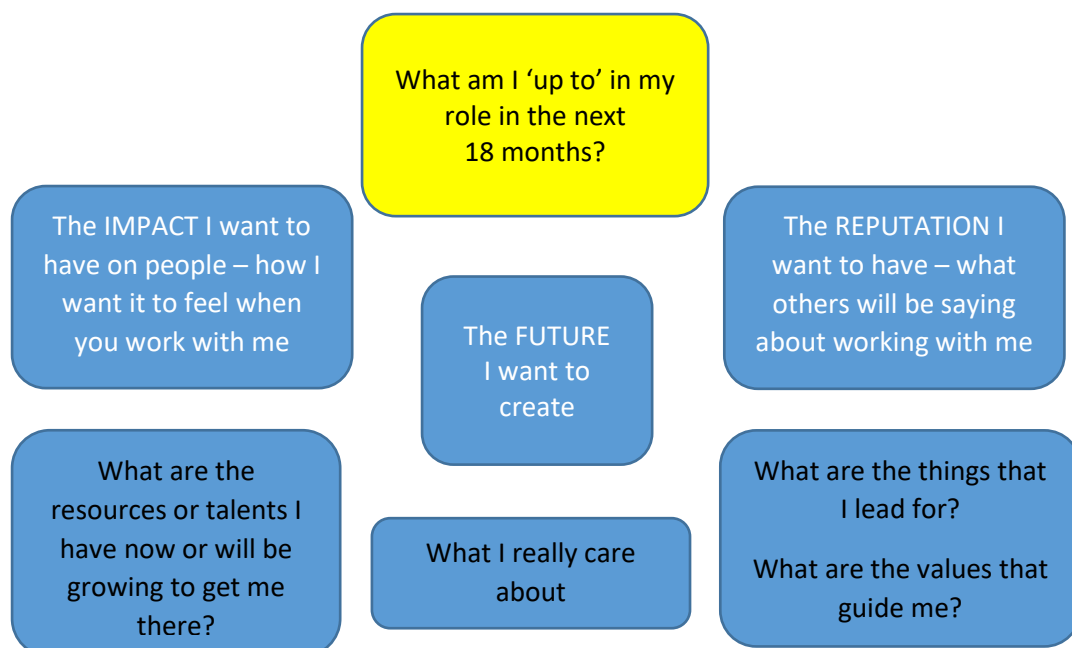 What am I ‘up to’ in my
role in the next
18 months?
The IMPACT I want to
have on people – how I
want it to feel when
you work with me
The FUTURE
I want to
create
The REPUTATION I
want to have – what
others will be saying
about working with me
What are the
resources or talents I
have now or will be
growing to get me
there?
What I really care
about
What are the things that
I lead for?
What are the values that
guide me?